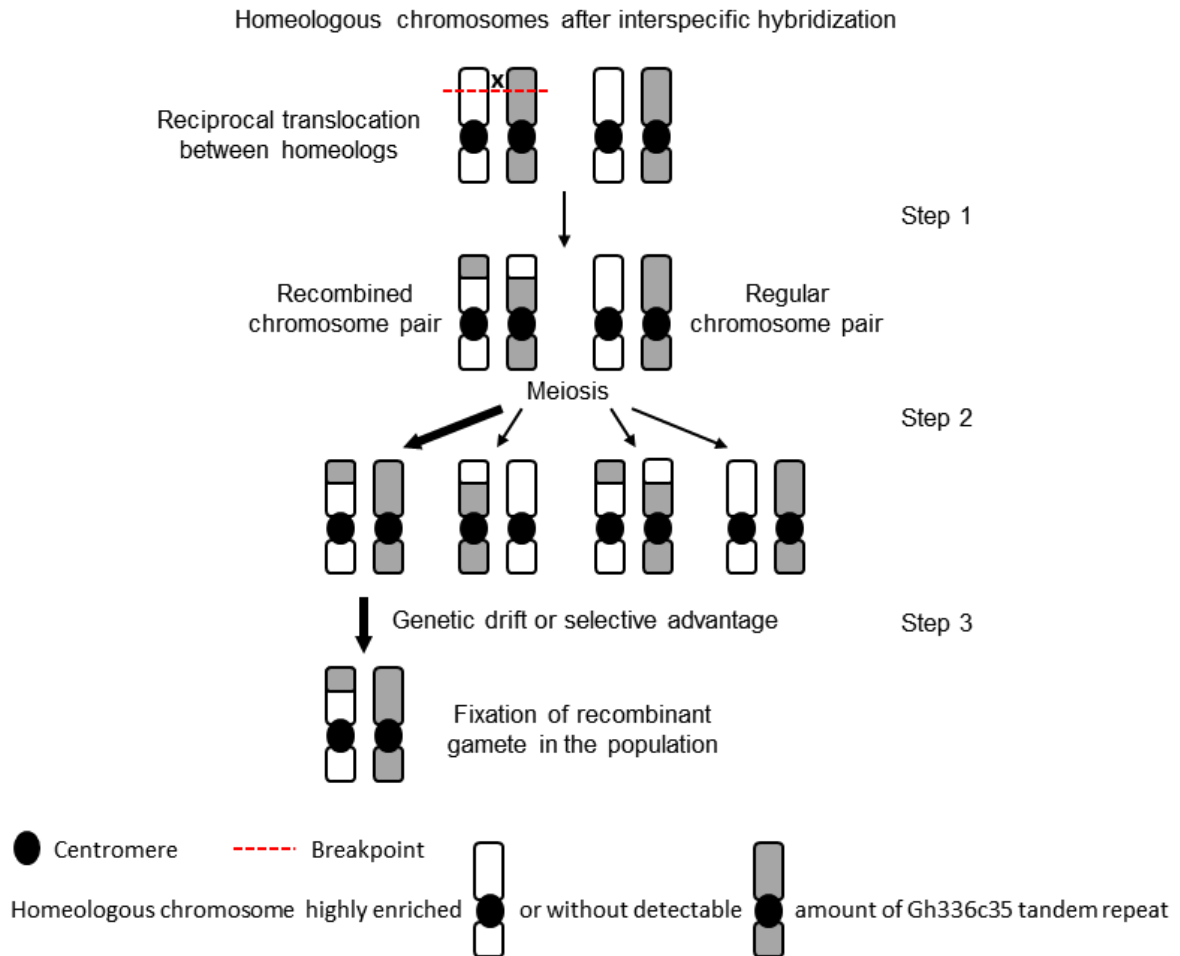 Homeologous chromosomes after interspecific hybridization
x
Reciprocal translocation
between homeologs
Step 1
Recombined
chromosome pair
Regular
chromosome pair
Meiosis
Step 2
Genetic drift or selective advantage
Step 3
Fixation of recombinant
gamete in the population
Centromere
Breakpoint
Homeologous chromosome highly enriched or without detectable amount of Gh336c35 tandem repeat